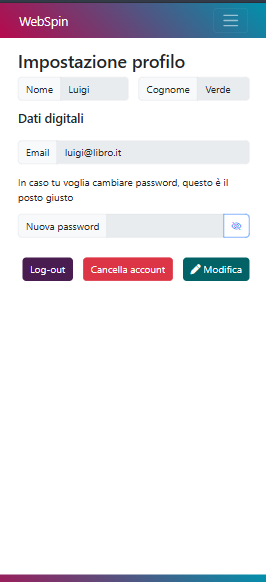 WebSpin
Impostazione profilo
Nome Luigi Cognome Verde
Dati digitali
Email luigi@libro.it
In caso tu voglia cambiare password, questo è il
posto giusto
Nuova password
Log-out Cancella account Modifica